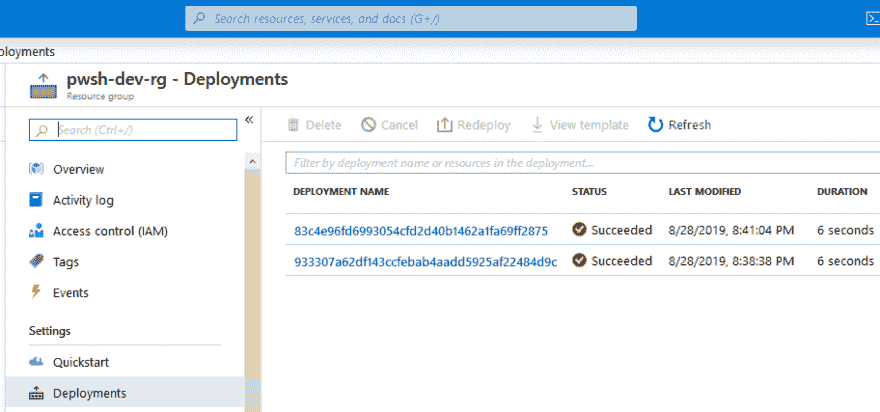 Search resources, services, and docs (G+/)
ployments
pwsh-dev-rg - Deployments
Resource group
Search (Ctrl+/)
Overview
Activity log
Access control (IAM)
Tags
Events
Settings
Quickstart
Deployments
Delete Cancel Redeploy View template Refresh
Filter by deployment name or resources in the deployment...
DEPLOYMENT NAME STATUS LAST MODIFIED DURATION
83c4e96fd6993054cfd2d40b1462a1fa69ff2875 Succeeded 8/28/2019, 8:41:04 PM 6 seconds
933307a62df143ccfebab4aadd5925af22484d9c Succeeded 8/28/2019, 8:38:38 PM 6 seconds